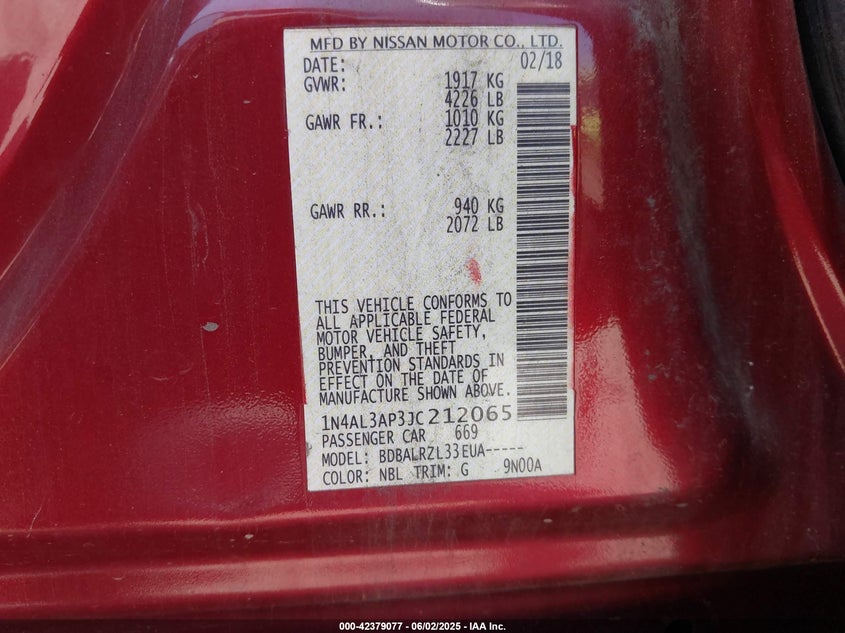 MFD BY NISSAN MOTOR CO., LTD.
DATE: 02/18
GVWR: 1917 KG
4226 LB
GAWR FR.: 1010 KG
2227 LB
GAWR RR.: 940 KG
2072 LB
THIS VEHICLE CONFORMS TO
ALL APPLICABLE FEDERAL
MOTOR VEHICLE SAFETY,
BUMPER, AND THEFT
PREVENTION STANDARDS IN
EFFECT ON THE DATE OF
MANUFACTURE SHOWN ABOVE.
1N4AL3AP3JC212065
PASSENGER CAR 669
MODEL: BDBALRZL33EUA-----
COLOR: NBL TRIM: G 9N00A
000-42379077 - 06/02/2025 - IAA Inc.